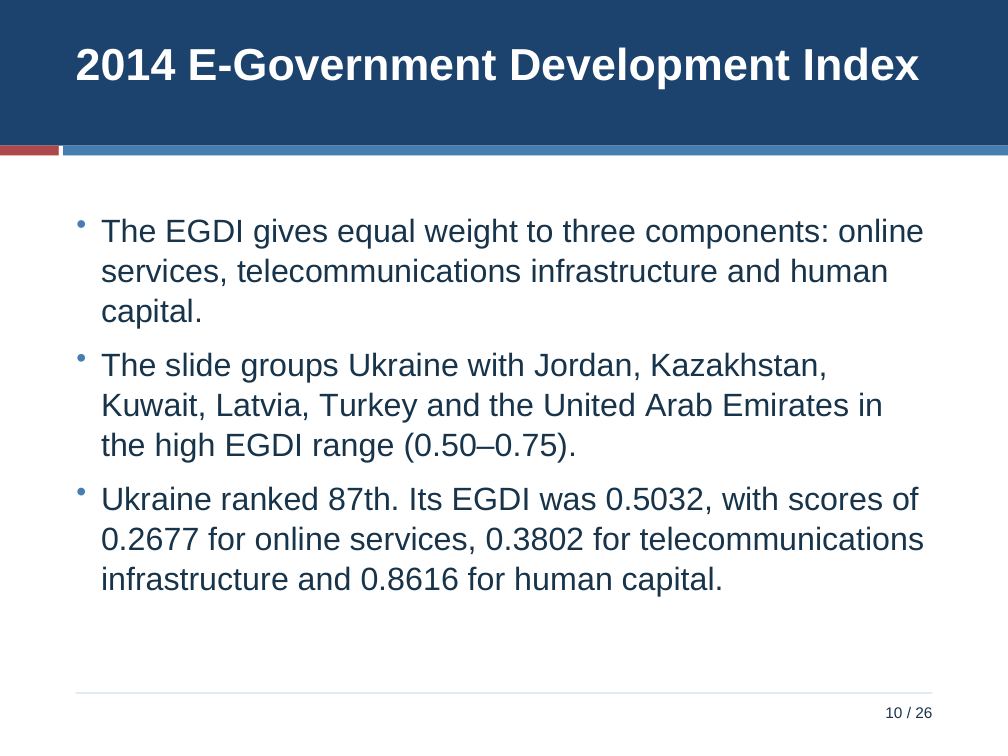 2014 E-Government Development Index
• The EGDI gives equal weight to three components: online
services, telecommunications infrastructure and human
capital.
• The slide groups Ukraine with Jordan, Kazakhstan,
Kuwait, Latvia, Turkey and the United Arab Emirates in
the high EGDI range (0.50–0.75).
• Ukraine ranked 87th. Its EGDI was 0.5032, with scores of
0.2677 for online services, 0.3802 for telecommunications
infrastructure and 0.8616 for human capital.
10 / 26